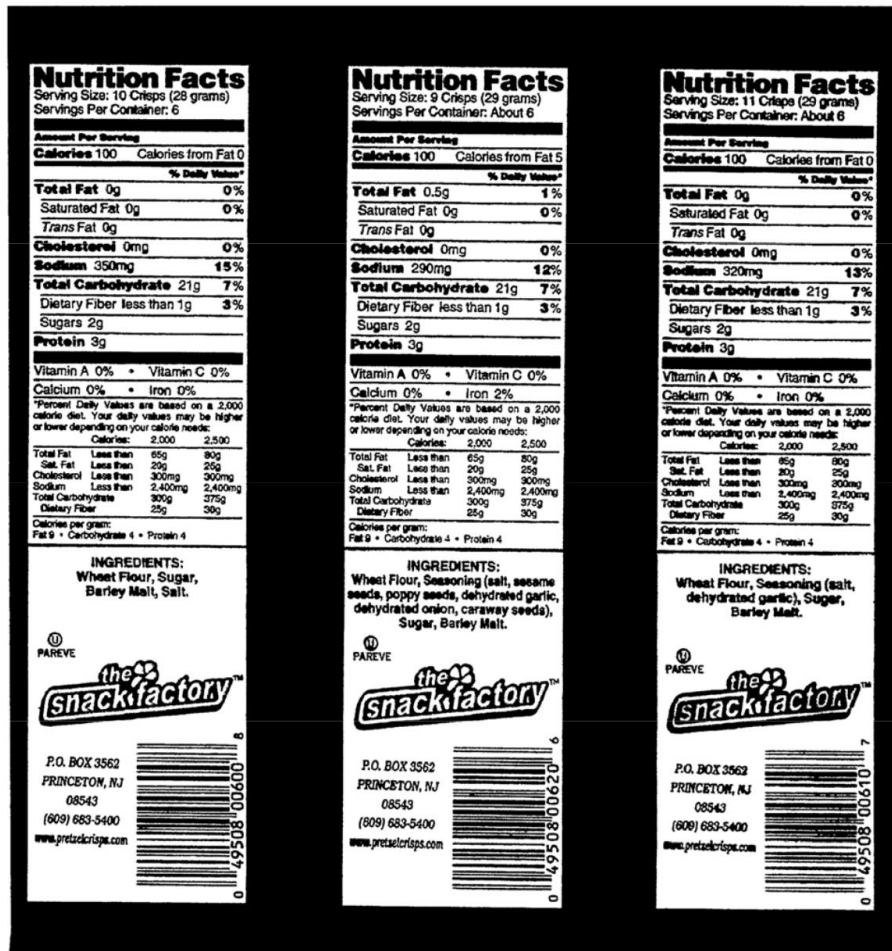 Nutrition Facts
Serving Size: 10 Crisps (28 grams)
Servings Per Container: 6
Amount Per Serving
Calories 100 Calories from Fat 0
% Daily Value*
Total Fat 0g 0%
Saturated Fat 0g 0%
Trans Fat 0g
Cholesterol 0mg 0%
Sodium 350mg 15%
Total Carbohydrate 21g 7%
Dietary Fiber less than 1g 3%
Sugars 2g
Protein 3g
Vitamin A 0% • Vitamin C 0%
Calcium 0% • Iron 0%
*Percent Daily Values are based on a 2,000
calorie diet. Your daily values may be higher
or lower depending on your calorie needs:
Calories: 2,000 2,500
Total Fat Less than 65g 80g
Sat. Fat Less than 20g 25g
Cholesterol Less than 300mg 300mg
Sodium Less than 2,400mg 2,400mg
Total Carbohydrate 300g 375g
Dietary Fiber 25g 30g
Calories per gram:
Fat 9 • Carbohydrate 4 • Protein 4
INGREDIENTS:
Wheat Flour, Sugar,
Barley Malt, Salt.
U
PAREVE
the
snack factory™
P.O. BOX 3562
PRINCETON, NJ
08543
(609) 683-5400
www.pretzelcrisps.com
0 49508 00600 8
Nutrition Facts
Serving Size: 9 Crisps (29 grams)
Servings Per Container: About 6
Amount Per Serving
Calories 100 Calories from Fat 5
% Daily Value*
Total Fat 0.5g 1%
Saturated Fat 0g 0%
Trans Fat 0g
Cholesterol 0mg 0%
Sodium 290mg 12%
Total Carbohydrate 21g 7%
Dietary Fiber less than 1g 3%
Sugars 2g
Protein 3g
Vitamin A 0% • Vitamin C 0%
Calcium 0% • Iron 2%
*Percent Daily Values are based on a 2,000
calorie diet. Your daily values may be higher
or lower depending on your calorie needs:
Calories: 2,000 2,500
Total Fat Less than 65g 80g
Sat. Fat Less than 20g 25g
Cholesterol Less than 300mg 300mg
Sodium Less than 2,400mg 2,400mg
Total Carbohydrate 300g 375g
Dietary Fiber 25g 30g
Calories per gram:
Fat 9 • Carbohydrate 4 • Protein 4
INGREDIENTS:
Wheat Flour, Seasoning (salt, sesame
seeds, poppy seeds, dehydrated garlic,
dehydrated onion, caraway seeds),
Sugar, Barley Malt.
U
PAREVE
the
snack factory™
P.O. BOX 3562
PRINCETON, NJ
08543
(609) 683-5400
www.pretzelcrisps.com
0 49508 00620 6
Nutrition Facts
Serving Size: 11 Crisps (29 grams)
Servings Per Container: About 6
Amount Per Serving
Calories 100 Calories from Fat 0
% Daily Value*
Total Fat 0g 0%
Saturated Fat 0g 0%
Trans Fat 0g
Cholesterol 0mg 0%
Sodium 320mg 13%
Total Carbohydrate 21g 7%
Dietary Fiber less than 1g 3%
Sugars 2g
Protein 3g
Vitamin A 0% • Vitamin C 0%
Calcium 0% • Iron 0%
*Percent Daily Values are based on a 2,000
calorie diet. Your daily values may be higher
or lower depending on your calorie needs:
Calories: 2,000 2,500
Total Fat Less than 65g 80g
Sat. Fat Less than 20g 25g
Cholesterol Less than 300mg 300mg
Sodium Less than 2,400mg 2,400mg
Total Carbohydrate 300g 375g
Dietary Fiber 25g 30g
Calories per gram:
Fat 9 • Carbohydrate 4 • Protein 4
INGREDIENTS:
Wheat Flour, Seasoning (salt,
dehydrated garlic), Sugar,
Barley Malt.
U
PAREVE
the
snack factory™
P.O. BOX 3562
PRINCETON, NJ
08543
(609) 683-5400
www.pretzelcrisps.com
0 49508 00610 7